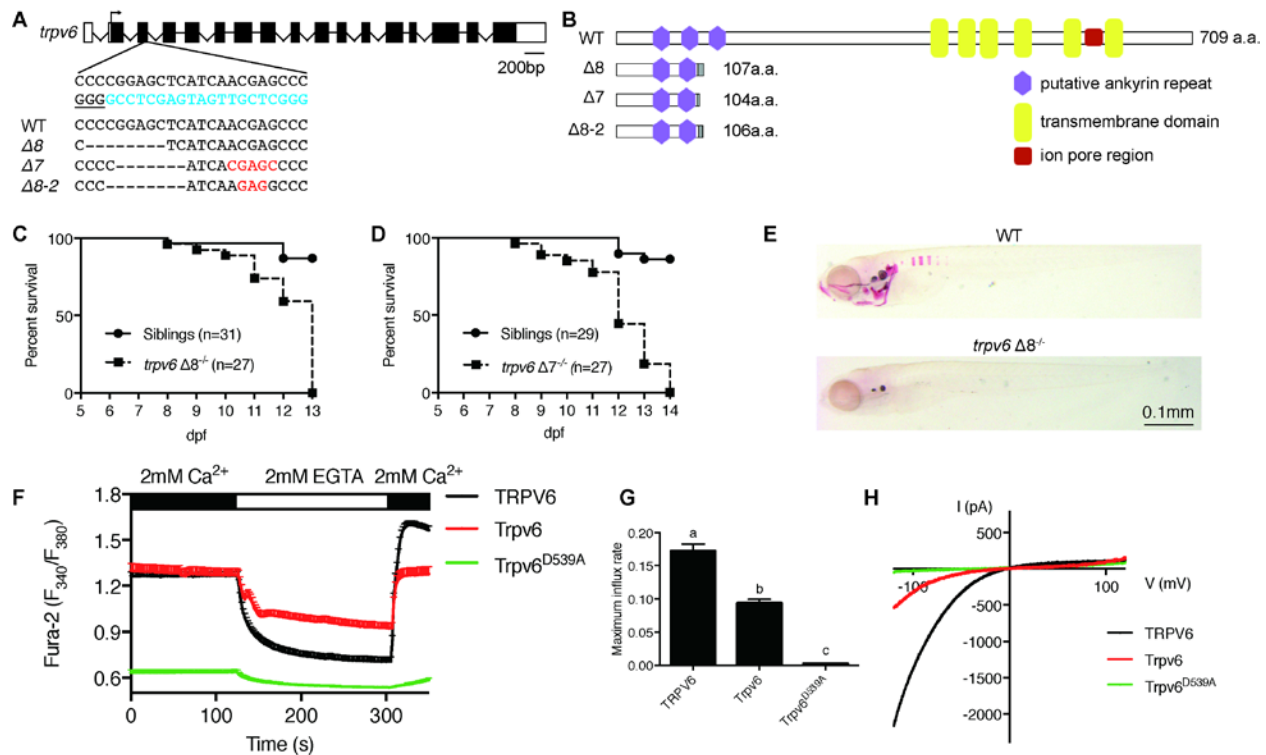 A
trpv6
200bp
CCCCGGAGCTCATCAACGAGCCC
GGGGCCTCGAGTAGTTGCTCGGG
WT CCCCGGAGCTCATCAACGAGCCC
Δ8 C--------TCATCAACGAGCCC
Δ7 CCCC-------ATCACGAGCCCC
Δ8-2 CCC--------ATCAAGAGGCCC
B
WT
709 a.a.
Δ8
107a.a.
Δ7
104a.a.
Δ8-2
106a.a.
putative ankyrin repeat
transmembrane domain
ion pore region
C
Percent survival
100
50
0
Siblings (n=31)
trpv6 Δ8-/- (n=27)
5 6 7 8 9 10 11 12 13
dpf
D
Percent survival
100
50
0
Siblings (n=29)
trpv6 Δ7-/- (n=27)
5 6 7 8 9 10 11 12 13 14
dpf
E
WT
trpv6 Δ8-/-
0.1mm
F
2mM Ca2+ 2mM EGTA 2mM Ca2+
Fura-2 (F340/F380)
1.8
1.5
1.2
0.9
0.6
0 100 200 300
Time (s)
TRPV6
Trpv6
Trpv6D539A
G
Maximum influx rate
0.20
0.15
0.10
0.05
0.00
a
b
c
TRPV6
Trpv6
Trpv6D539A
H
I (pA)
500
-100 100
V (mV)
-500
-1000
-1500
-2000
TRPV6
Trpv6
Trpv6D539A